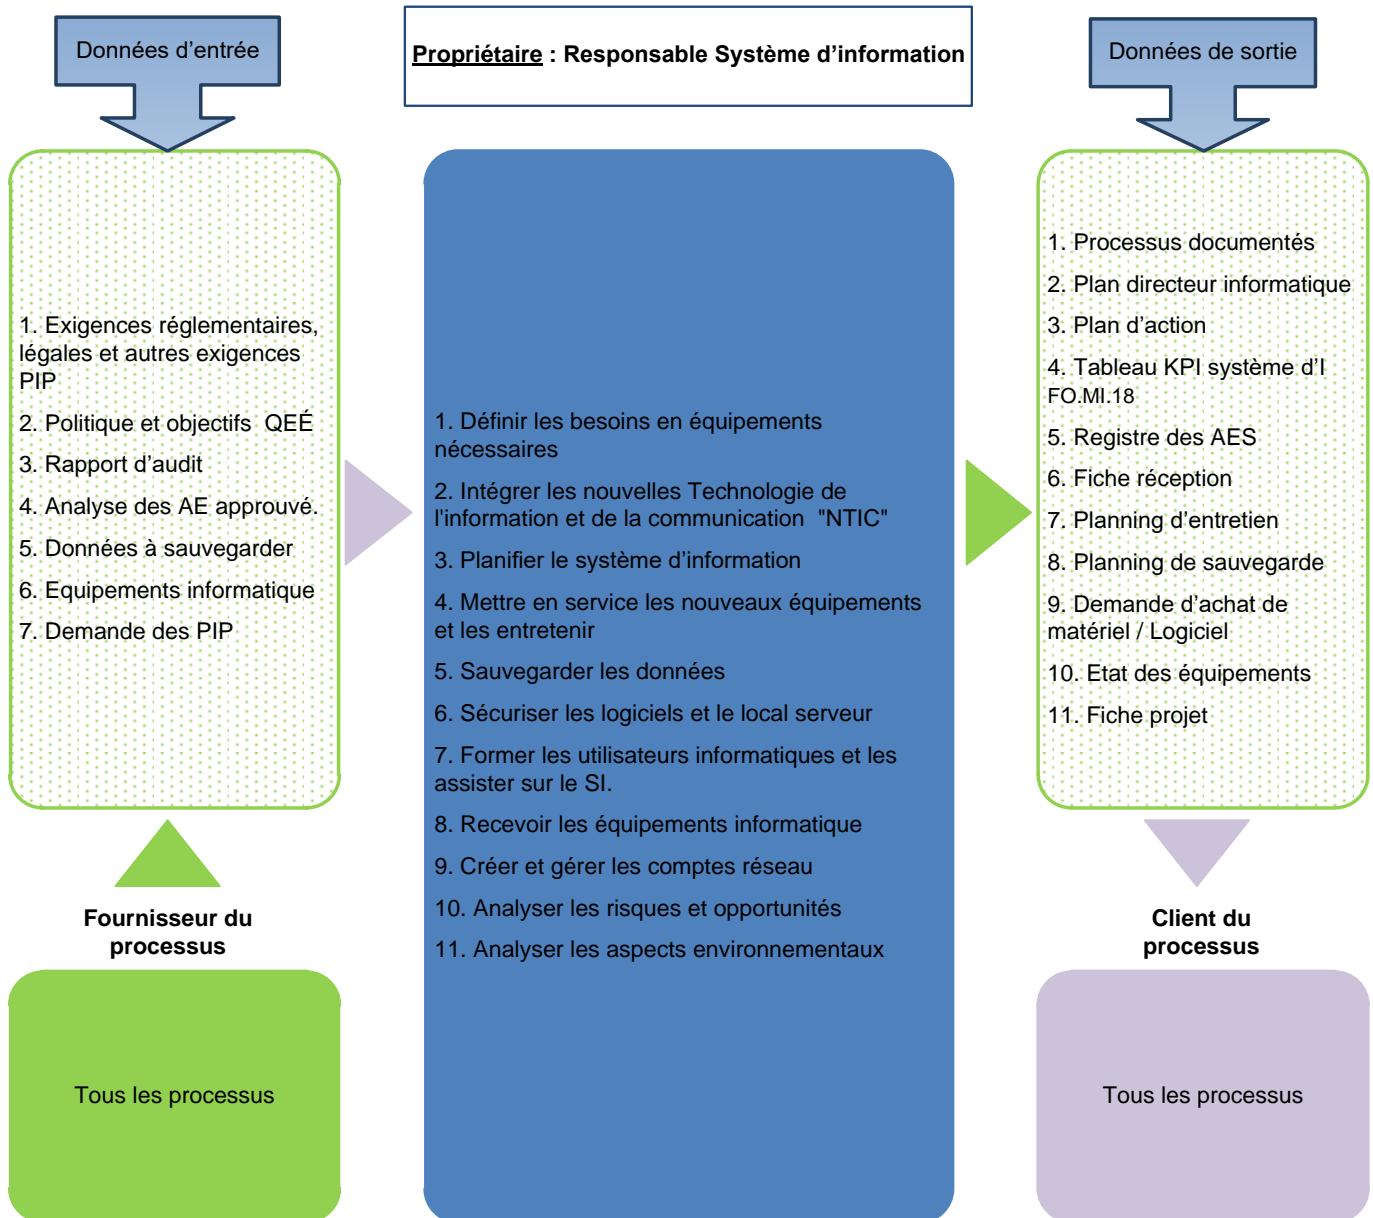 Données d’entrée
Propriétaire : Responsable Système d’information
Données de sortie
1. Exigences réglementaires,
légales et autres exigences
PIP
2. Politique et objectifs QEÉ
3. Rapport d’audit
4. Analyse des AE approuvé.
5. Données à sauvegarder
6. Equipements informatique
7. Demande des PIP
Fournisseur du
processus
Tous les processus
1. Définir les besoins en équipements
nécessaires
2. Intégrer les nouvelles Technologie de
l'information et de la communication "NTIC"
3. Planifier le système d’information
4. Mettre en service les nouveaux équipements
et les entretenir
5. Sauvegarder les données
6. Sécuriser les logiciels et le local serveur
7. Former les utilisateurs informatiques et les
assister sur le SI.
8. Recevoir les équipements informatique
9. Créer et gérer les comptes réseau
10. Analyser les risques et opportunités
11. Analyser les aspects environnementaux
1. Processus documentés
2. Plan directeur informatique
3. Plan d’action
4. Tableau KPI système d’I
FO.MI.18
5. Registre des AES
6. Fiche réception
7. Planning d’entretien
8. Planning de sauvegarde
9. Demande d’achat de
matériel / Logiciel
10. Etat des équipements
11. Fiche projet
Client du
processus
Tous les processus